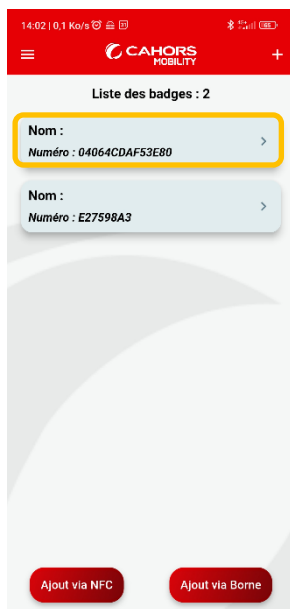 14:02 | 0,1 Ko/s
CAHORS
MOBILITY
+
Liste des badges : 2
Nom :
Numéro : 04064CDAF53E80
Nom :
Numéro : E27598A3
Ajout via NFC
Ajout via Borne